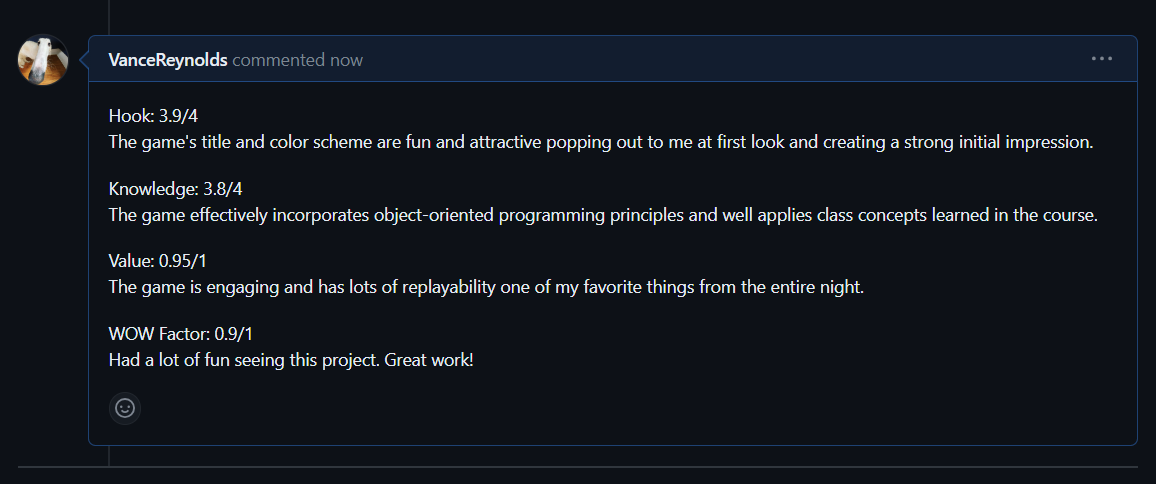 VanceReynolds commented now
Hook: 3.9/4
The game's title and color scheme are fun and attractive popping out to me at first look and creating a strong initial impression.
Knowledge: 3.8/4
The game effectively incorporates object-oriented programming principles and well applies class concepts learned in the course.
Value: 0.95/1
The game is engaging and has lots of replayability one of my favorite things from the entire night.
WOW Factor: 0.9/1
Had a lot of fun seeing this project. Great work!